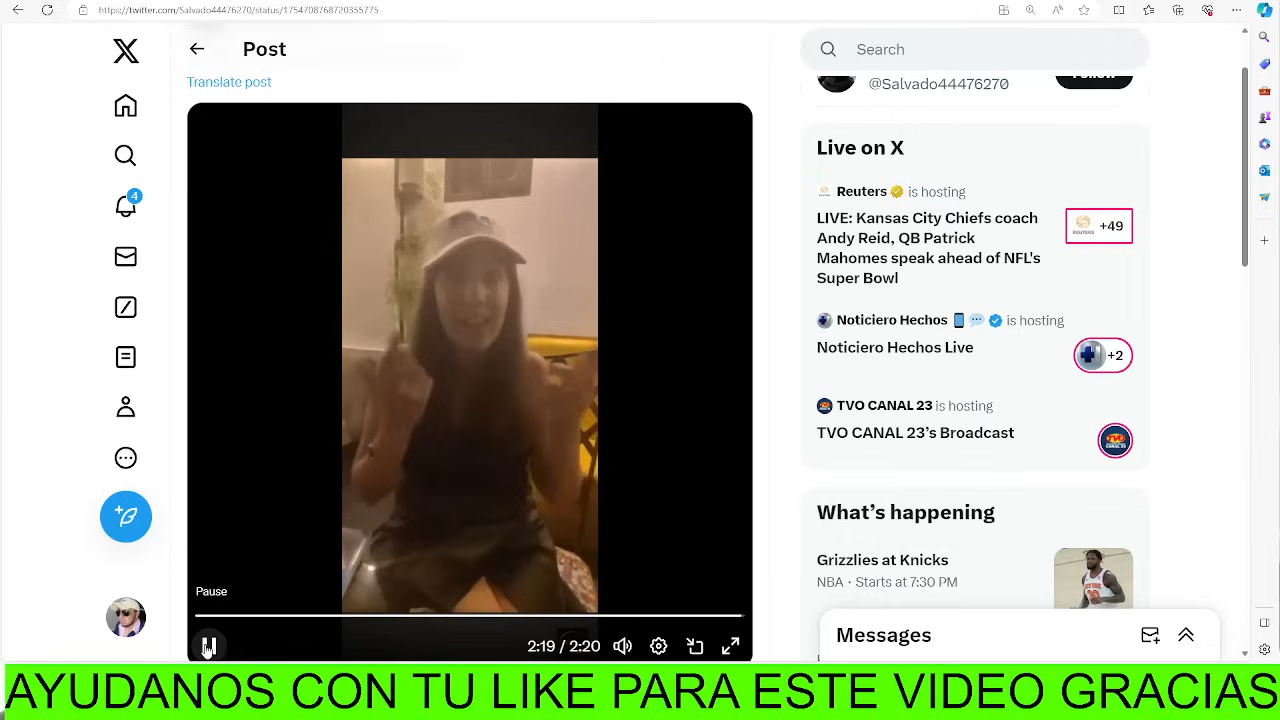 https://twitter.com/Salvado44476270/status/1754708768720355775
Post
Translate post
4
Pause
2:19 / 2:20
Search
@Salvado44476270
Live on X
Reuters is hosting
LIVE: Kansas City Chiefs coach
Andy Reid, QB Patrick
Mahomes speak ahead of NFL's
Super Bowl
+49
Noticiero Hechos is hosting
Noticiero Hechos Live
+2
TVO CANAL 23 is hosting
TVO CANAL 23's Broadcast
What's happening
Grizzlies at Knicks
NBA · Starts at 7:30 PM
Messages
AYUDANOS CON TU LIKE PARA ESTE VIDEO GRACIAS